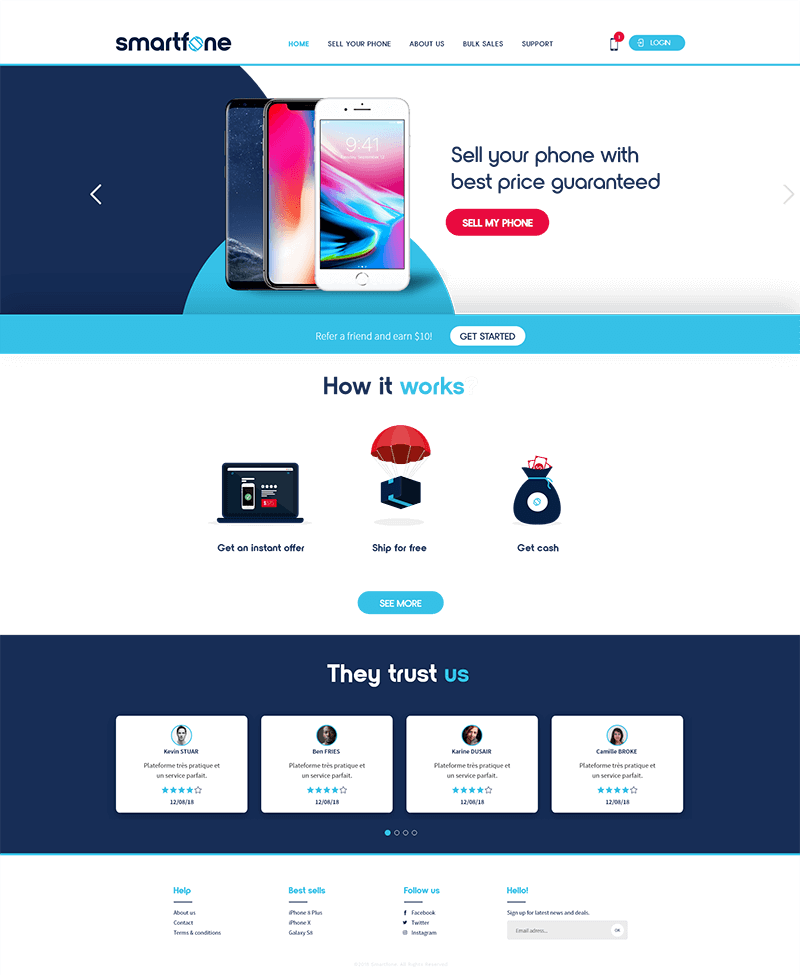 smartfone
HOME SELL YOUR PHONE ABOUT US BULK SALES SUPPORT
3
LOGIN
9:41
Sell your phone with
best price guaranteed
SELL MY PHONE
Refer a friend and earn $10!
GET STARTED
How it works
Get an instant offer
Ship for free
Get cash
SEE MORE
They trust us
Kevin STUAR
Plateforme très pratique et
un service parfait.
12/08/18
Ben FRIES
Plateforme très pratique et
un service parfait.
12/08/18
Karine DUSAIR
Plateforme très pratique et
un service parfait.
12/08/18
Camille BROKE
Plateforme très pratique et
un service parfait.
12/08/18
Help
About us
Contact
Terms & conditions
Best sells
iPhone 8 Plus
iPhone X
Galaxy S8
Follow us
Facebook
Twitter
Instagram
Hello!
Sign up for latest news and deals.
Email adress...
OK